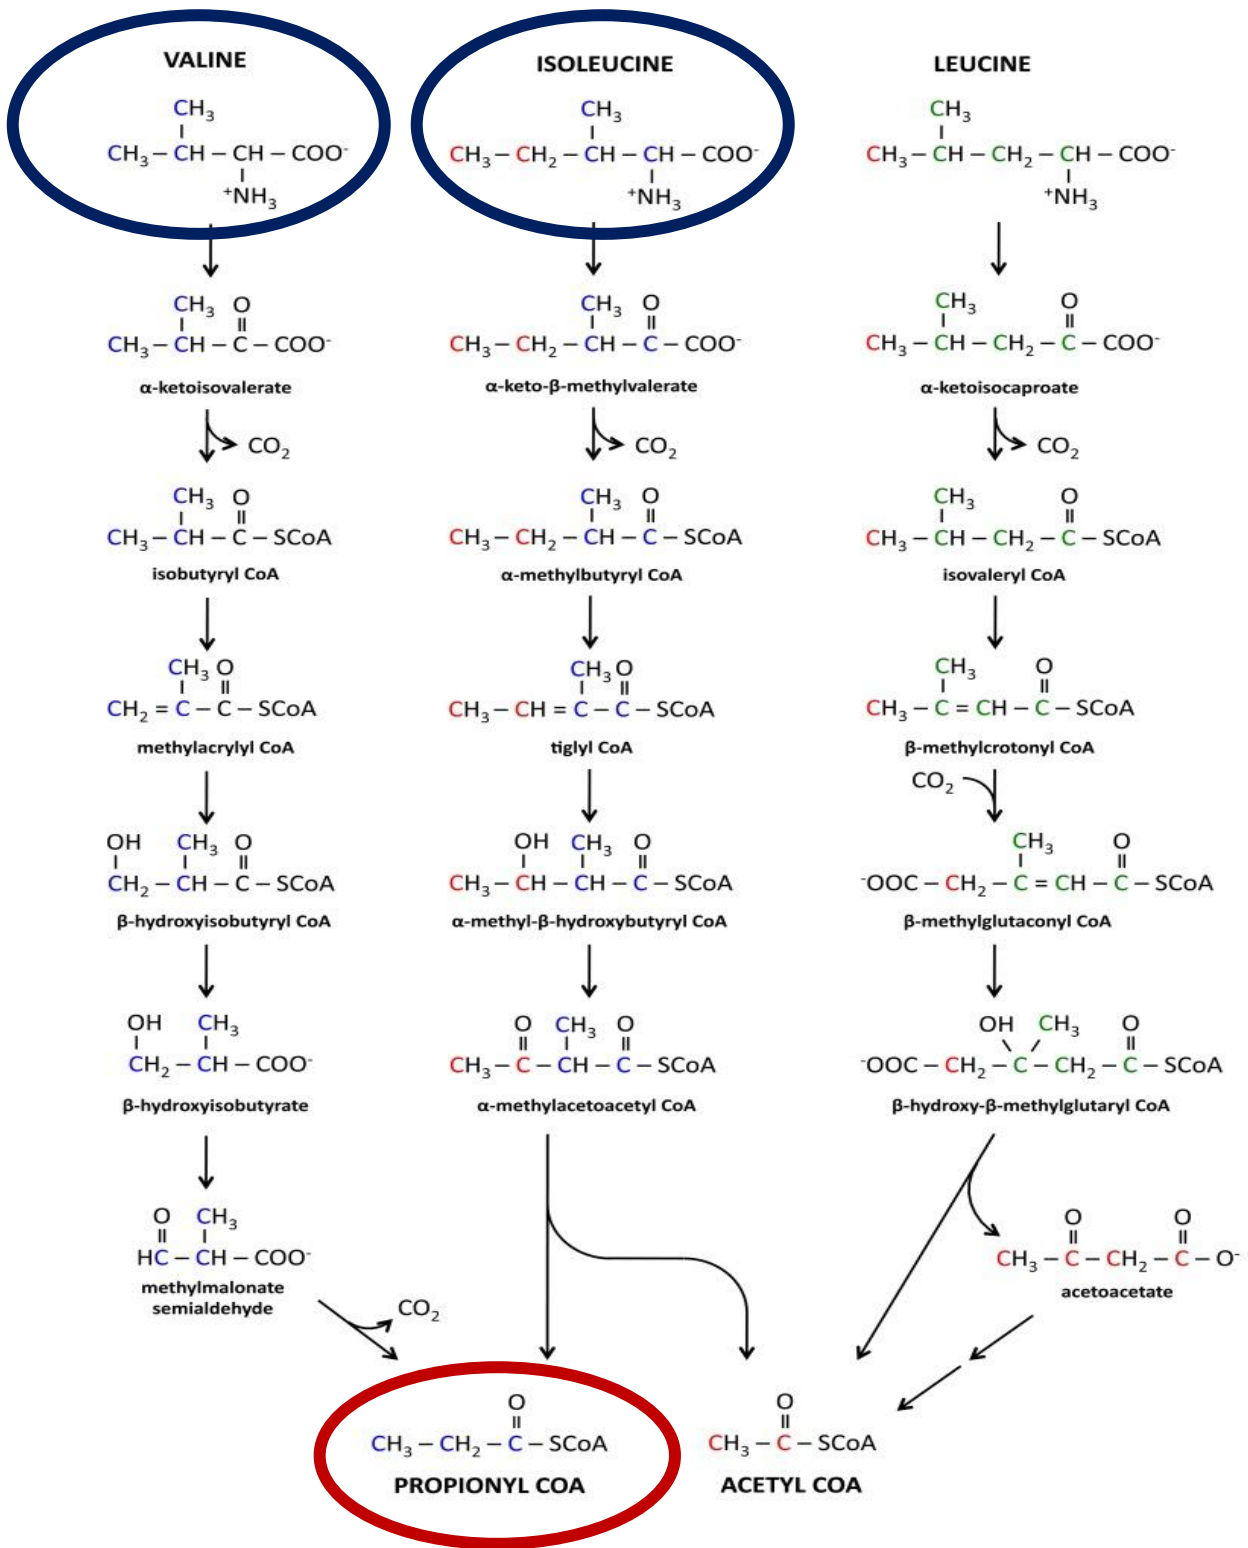 VALINE
CH₃
CH₃ – CH – CH – COO⁻
⁺NH₃
α-ketoisovalerate
CH₃ O
CH₃ – CH – C – COO⁻
CO₂
CH₃ O
CH₃ – CH – C – SCoA
isobutyryl CoA
CH₃ O
CH₂ = C – C – SCoA
methylacrylyl CoA
OH CH₃ O
CH₂ – CH – C – SCoA
β-hydroxyisobutyryl CoA
OH CH₃
CH₂ – CH – COO⁻
β-hydroxyisobutyrate
O CH₃
HC – CH – COO⁻
methylmalonate
semialdehyde
CO₂
ISOLEUCINE
CH₃
CH₃ – CH₂ – CH – CH – COO⁻
⁺NH₃
CH₃ O
CH₃ – CH₂ – CH – C – COO⁻
α-keto-β-methylvalerate
CO₂
CH₃ O
CH₃ – CH₂ – CH – C – SCoA
α-methylbutyryl CoA
CH₃ O
CH₃ – CH = C – C – SCoA
tiglyl CoA
OH CH₃ O
CH₃ – CH – CH – C – SCoA
α-methyl-β-hydroxybutyryl CoA
O CH₃ O
CH₃ – C – CH – C – SCoA
α-methylacetoacetyl CoA
LEUCINE
CH₃
CH₃ – CH – CH₂ – CH – COO⁻
⁺NH₃
CH₃ O
CH₃ – CH – CH₂ – C – COO⁻
α-ketoisocaproate
CO₂
CH₃ O
CH₃ – CH – CH₂ – C – SCoA
isovaleryl CoA
CH₃ O
CH₃ – C = CH – C – SCoA
β-methylcrotonyl CoA
CO₂
CH₃ O
⁻OOC – CH₂ – C = CH – C – SCoA
β-methylglutaconyl CoA
OH CH₃ O
⁻OOC – CH₂ – C – CH₂ – C – SCoA
β-hydroxy-β-methylglutaryl CoA
O O
CH₃ – C – CH₂ – C – O⁻
acetoacetate
O
CH₃ – CH₂ – C – SCoA
PROPIONYL COA
O
CH₃ – C – SCoA
ACETYL COA